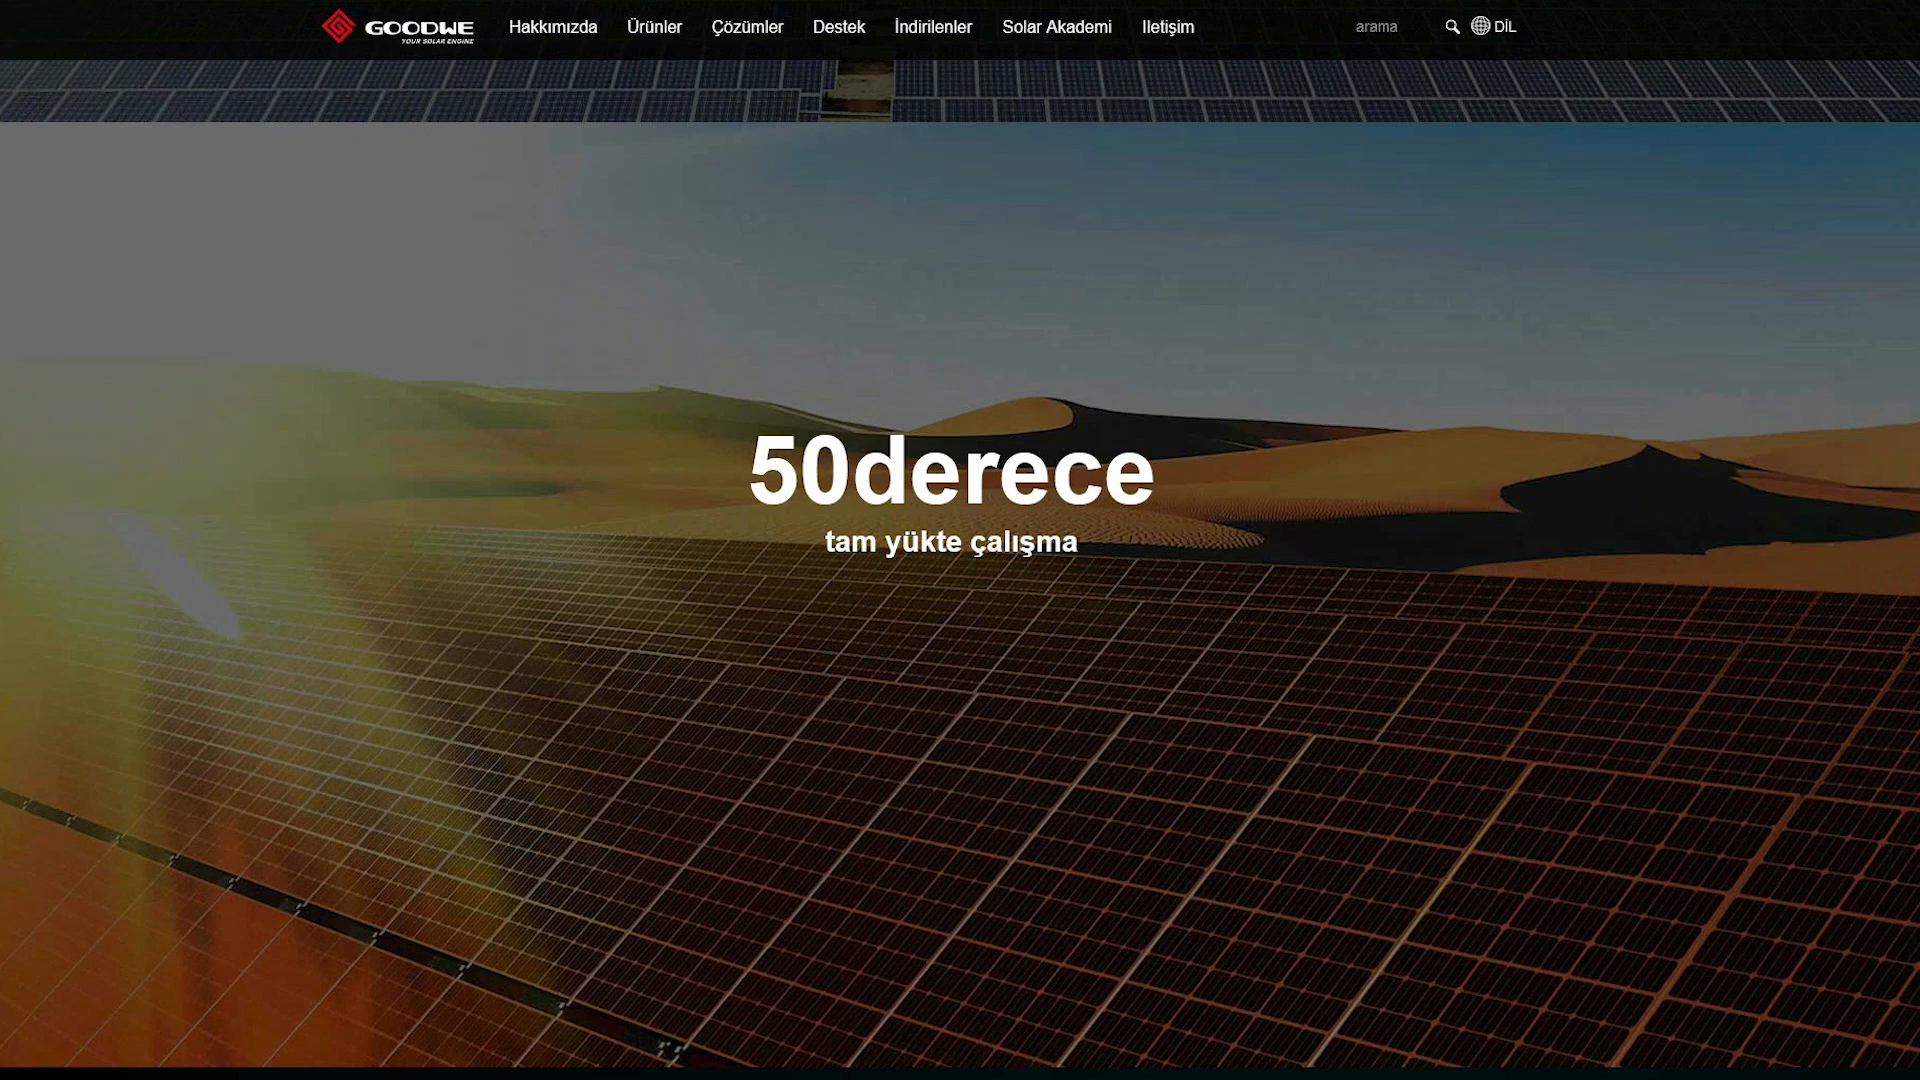 GOODWE
YOUR SOLAR ENGINE
Hakkımızda Ürünler Çözümler Destek İndirilenler Solar Akademi Iletişim arama DİL
50derece
tam yükte çalışma